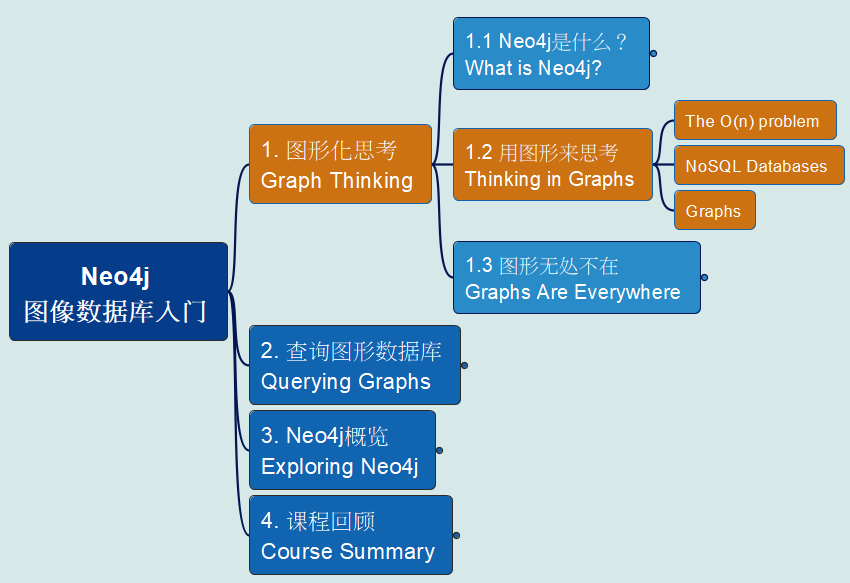 Neo4j
图像数据库入门
1. 图形化思考
Graph Thinking
1.1 Neo4j是什么？
What is Neo4j?
1.2 用图形来思考
Thinking in Graphs
The O(n) problem
NoSQL Databases
Graphs
1.3 图形无处不在
Graphs Are Everywhere
2. 查询图形数据库
Querying Graphs
3. Neo4j概览
Exploring Neo4j
4. 课程回顾
Course Summary